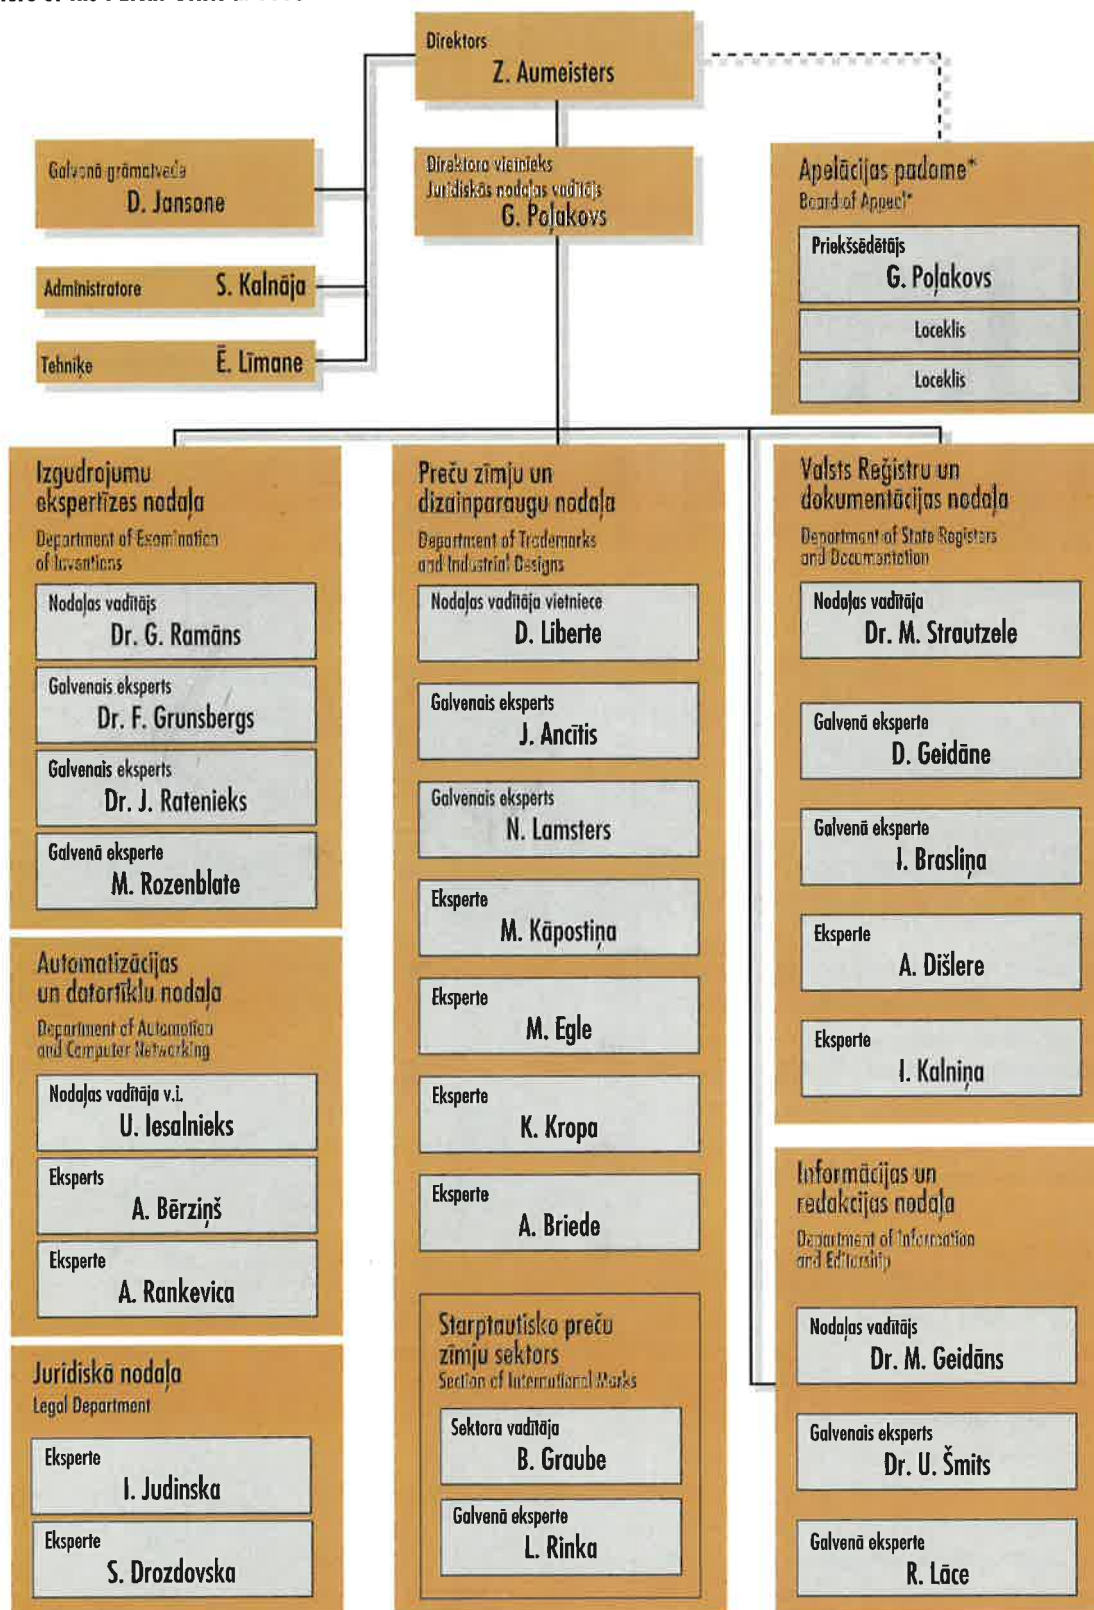 Direktors
Z. Aumeisters
Galvenā grāmatvede
D. Jansone
Direktora vietnieks
Juridiskās nodaļas vadītājs
G. Poļakovs
Administratore S. Kalnāja
Tehniķe Ē. Līmane
Apelācijas padome*
Board of Appeal*
Priekšsēdētājs
G. Poļakovs
Loceklis
Loceklis
Izgudrojumu
ekspertīzes nodaļa
Department of Examination
of Inventions
Nodaļas vadītājs
Dr. G. Ramāns
Galvenais eksperts
Dr. F. Grunsbergs
Galvenais eksperts
Dr. J. Ratenieks
Galvenā eksperte
M. Rozenblate
Automatizācijas
un datortīklu nodaļa
Department of Automation
and Computer Networking
Nodaļas vadītāja v.i.
U. Iesalnieks
Eksperts
A. Bērziņš
Eksperte
A. Rankevica
Juridiskā nodaļa
Legal Department
Eksperte
I. Judinska
Eksperte
S. Drozdovska
Preču zīmju un
dizainparaugu nodaļa
Department of Trademarks
and Industrial Designs
Nodaļas vadītāja vietniece
D. Liberte
Galvenais eksperts
J. Ancītis
Galvenais eksperts
N. Lamsters
Eksperte
M. Kāpostiņa
Eksperte
M. Egle
Eksperte
K. Kropa
Eksperte
A. Briede
Starptautisko preču
zīmju sektors
Section of International Marks
Sektora vadītāja
B. Graube
Galvenā eksperte
L. Rinka
Valsts Reģistru un
dokumentācijas nodaļa
Department of State Registers
and Documentation
Nodaļas vadītāja
Dr. M. Strautzele
Galvenā eksperte
D. Geidāne
Galvenā eksperte
I. Brasliņa
Eksperte
A. Dišlere
Eksperte
I. Kalniņa
Informācijas un
redakcijas nodaļa
Department of Information
and Editorship
Nodaļas vadītājs
Dr. M. Geidāns
Galvenais eksperts
Dr. U. Šmits
Galvenā eksperte
R. Lāce